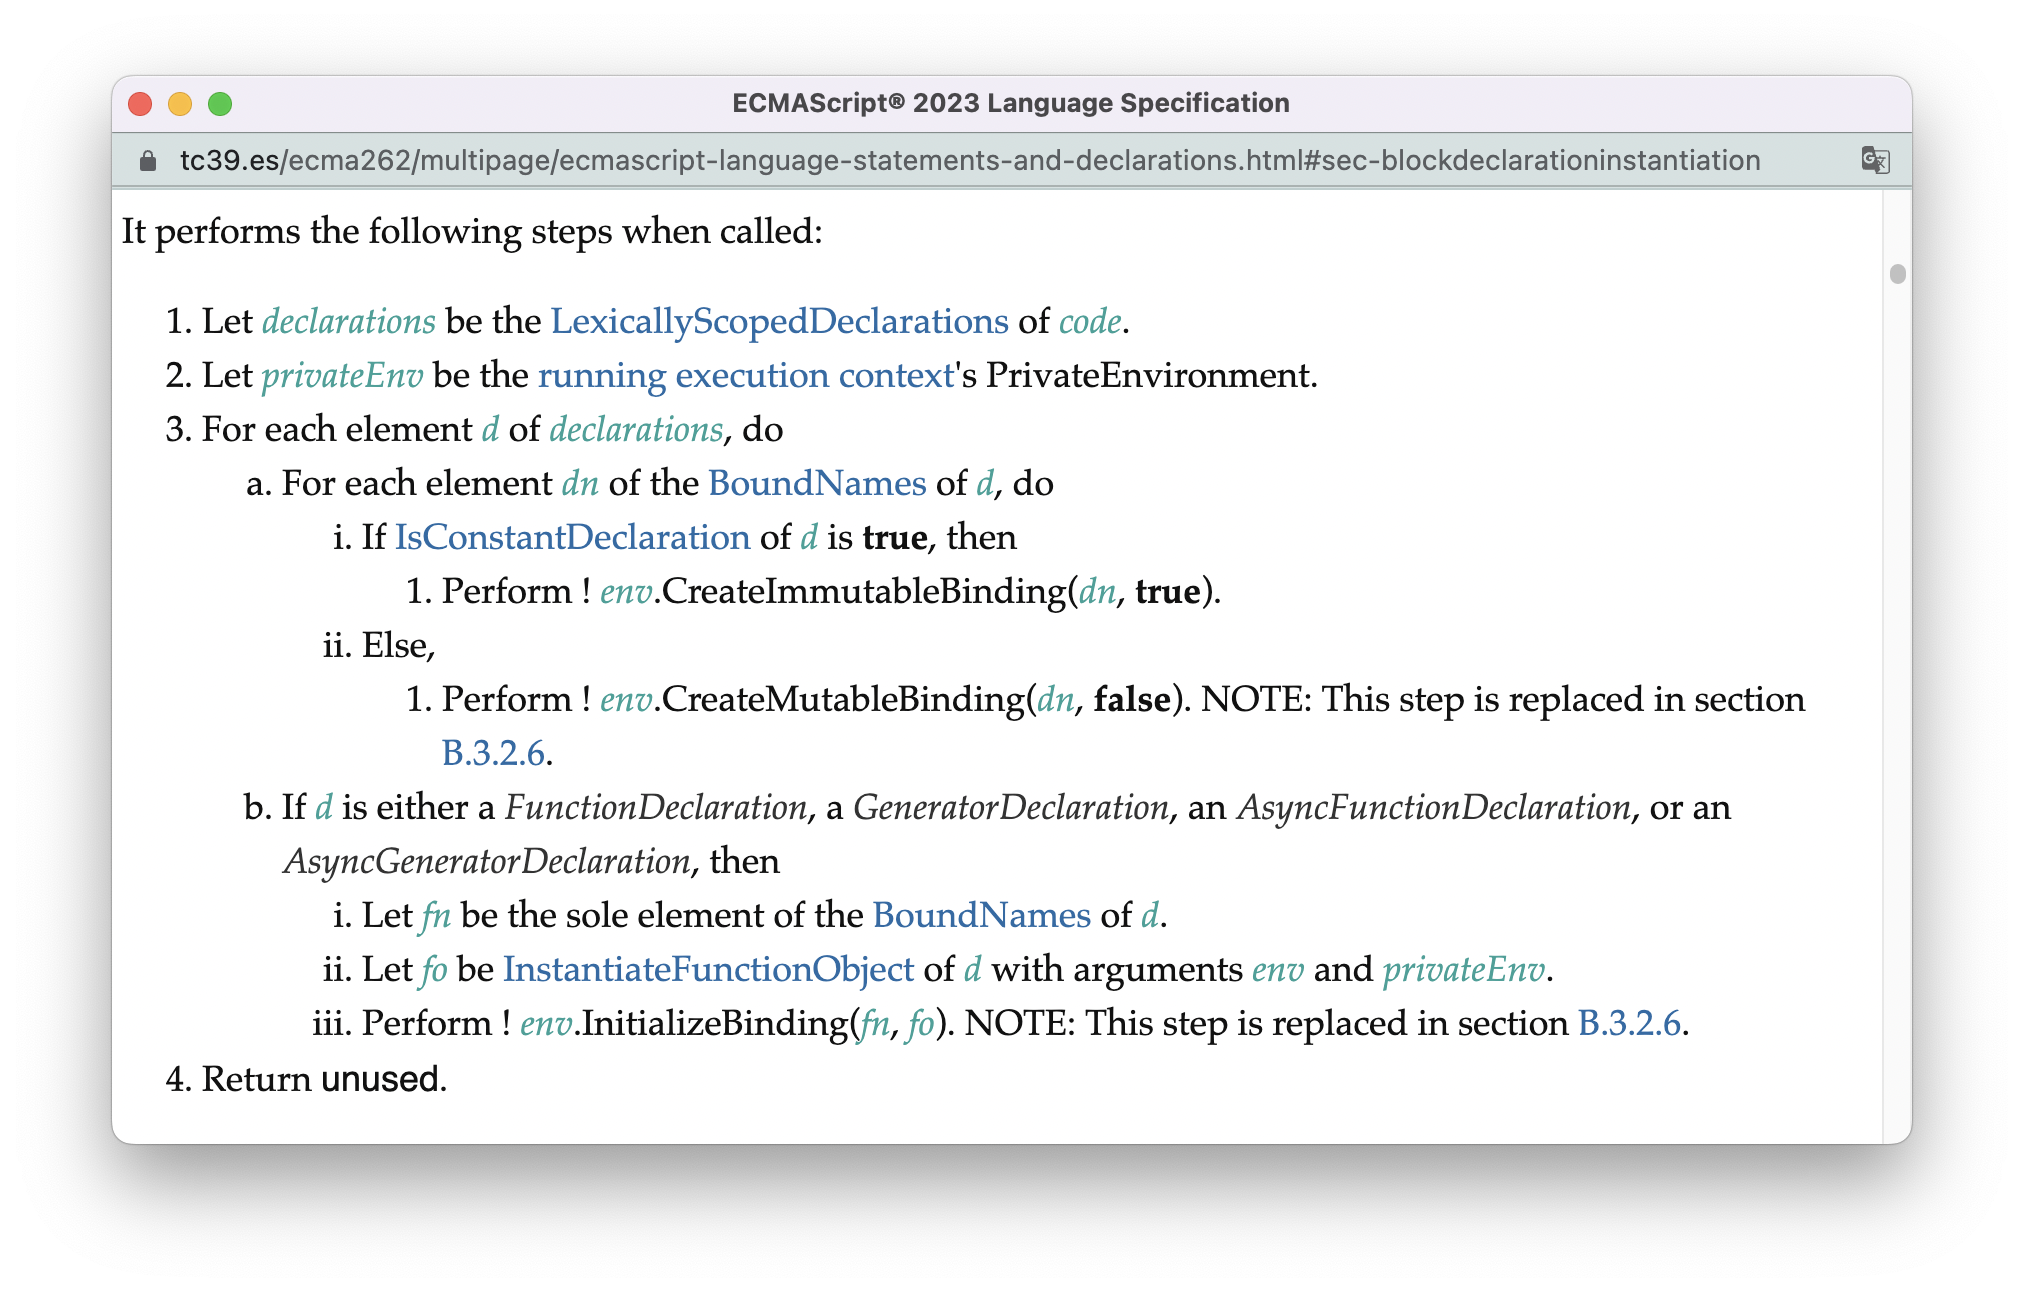 ECMAScript® 2023 Language Specification
tc39.es/ecma262/multipage/ecmascript-language-statements-and-declarations.html#sec-blockdeclarationinstantiation
It performs the following steps when called:
1. Let declarations be the LexicallyScopedDeclarations of code.
2. Let privateEnv be the running execution context's PrivateEnvironment.
3. For each element d of declarations, do
a. For each element dn of the BoundNames of d, do
i. If IsConstantDeclaration of d is true, then
1. Perform ! env.CreateImmutableBinding(dn, true).
ii. Else,
1. Perform ! env.CreateMutableBinding(dn, false). NOTE: This step is replaced in section
B.3.2.6.
b. If d is either a FunctionDeclaration, a GeneratorDeclaration, an AsyncFunctionDeclaration, or an
AsyncGeneratorDeclaration, then
i. Let fn be the sole element of the BoundNames of d.
ii. Let fo be InstantiateFunctionObject of d with arguments env and privateEnv.
iii. Perform ! env.InitializeBinding(fn, fo). NOTE: This step is replaced in section B.3.2.6.
4. Return unused.